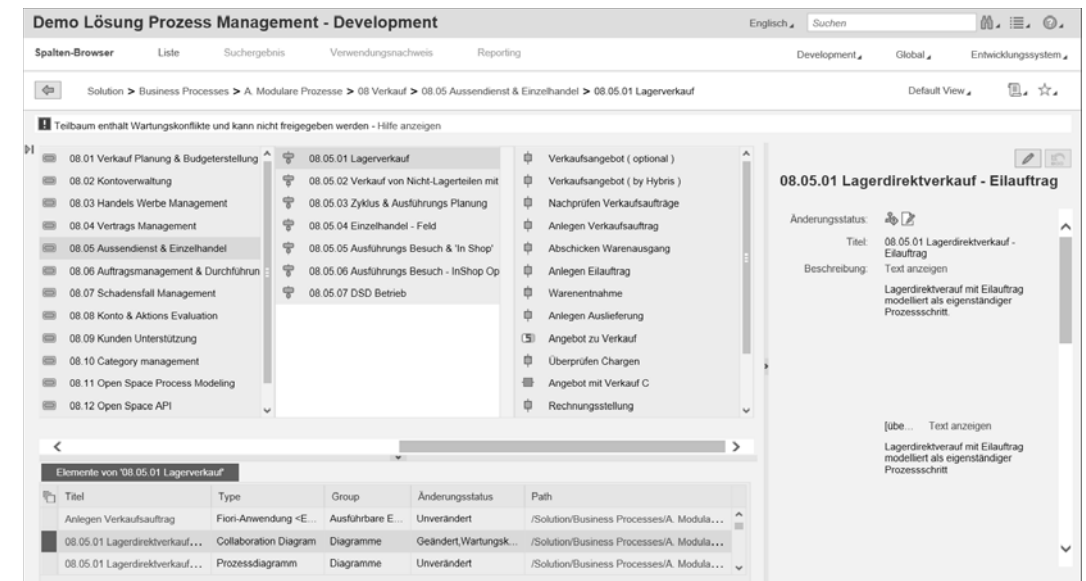 Demo Lösung Prozess Management - Development
Englisch
Suchen
Spalten-Browser
Liste
Suchergebnis
Verwendungsnachweis
Reporting
Development
Global
Entwicklungssystem
Solution > Business Processes > A. Modulare Prozesse > 08 Verkauf > 08.05 Aussendienst & Einzelhandel > 08.05.01 Lagerverkauf
Default View
Teilbaum enthält Wartungskonflikte und kann nicht freigegeben werden - Hilfe anzeigen
08.01 Verkauf Planung & Budgeterstellung
08.02 Kontoverwaltung
08.03 Handels Werbe Management
08.04 Vertrags Management
08.05 Aussendienst & Einzelhandel
08.06 Auftragsmanagement & Durchführun
08.07 Schadensfall Management
08.08 Konto & Aktions Evaluation
08.09 Kunden Unterstützung
08.10 Category management
08.11 Open Space Process Modeling
08.12 Open Space API
08.05.01 Lagerverkauf
08.05.02 Verkauf von Nicht-Lagerteilen mit
08.05.03 Zyklus & Ausführungs Planung
08.05.04 Einzelhandel - Feld
08.05.05 Ausführungs Besuch & 'In Shop'
08.05.06 Ausführungs Besuch - InShop Op
08.05.07 DSD Betrieb
Verkaufsangebot ( optional )
Verkaufsangebot ( by Hybris )
Nachprüfen Verkaufsaufträge
Anlegen Verkaufsauftrag
Abschicken Warenausgang
Anlegen Eilauftrag
Warenentnahme
Anlegen Auslieferung
Angebot zu Verkauf
Überprüfen Chargen
Angebot mit Verkauf C
Rechnungsstellung
08.05.01 Lagerdirektverkauf - Eilauftrag
Änderungsstatus:
Titel: 08.05.01 Lagerdirektverkauf -
Eilauftrag
Beschreibung: Text anzeigen
Lagerdirektverauf mit Eilauftrag
modelliert als eigenständiger
Prozessschritt.
[übe... Text anzeigen
Lagerdirektverauf mit Eilauftrag
modelliert als eigenständiger
Prozessschritt
Elemente von '08.05.01 Lagerverkauf'
Titel Type Group Änderungsstatus Path
Anlegen Verkaufsauftrag Fiori-Anwendung <E... Ausführbare E... Unverändert /Solution/Business Processes/A. Modula...
08.05.01 Lagerdirektverkauf... Collaboration Diagram Diagramme Geändert,Wartungsk... /Solution/Business Processes/A. Modula...
08.05.01 Lagerdirektverkauf... Prozessdiagramm Diagramme Unverändert /Solution/Business Processes/A. Modula...